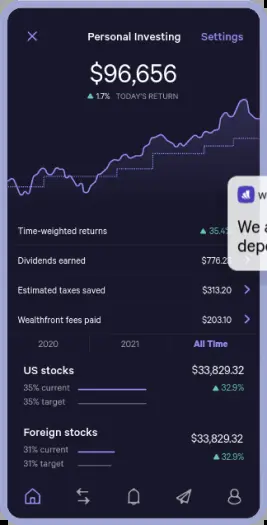 Personal Investing Settings
$96,656
▲ 1.7% TODAY'S RETURN
Time-weighted returns ▲ 35.4
We a
depo
Dividends earned $776.2
Estimated taxes saved $313.20
Wealthfront fees paid $203.10
2020 2021 All Time
US stocks $33,829.32
35% current ▲ 32.9%
35% target
Foreign stocks $33,829.32
31% current ▲ 32.9%
31% target